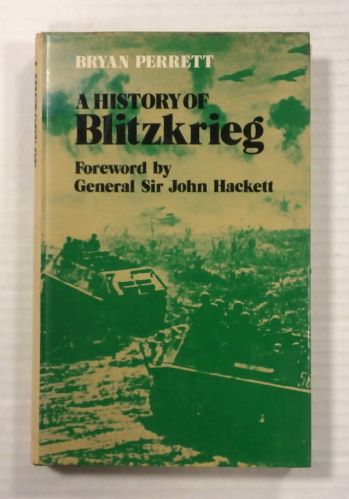 BRYAN PERRETT
A HISTORY OF
Blitzkrieg
Foreword by
General Sir John Hackett